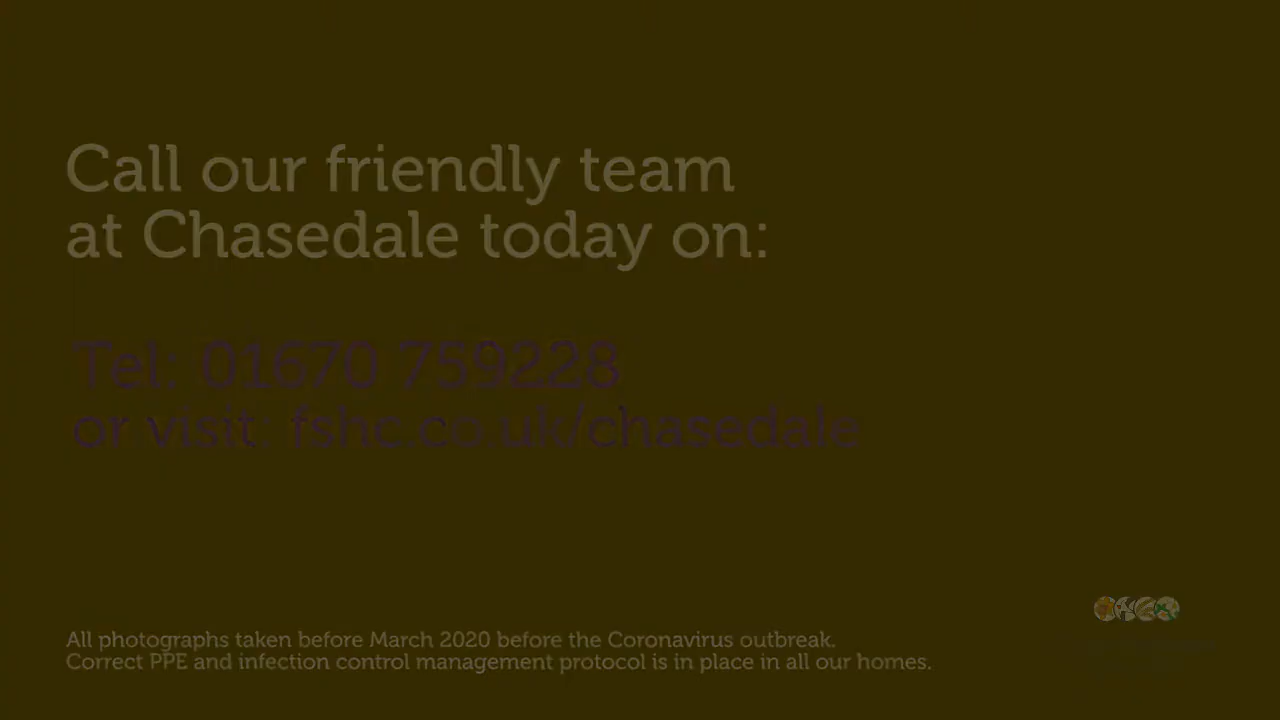 Call our friendly team
at Chasedale today on:
Tel: 01670 759228
or visit: fshc.co.uk/chasedale
All photographs taken before March 2020 before the Coronavirus outbreak.
Correct PPE and infection control management protocol is in place in all our homes.